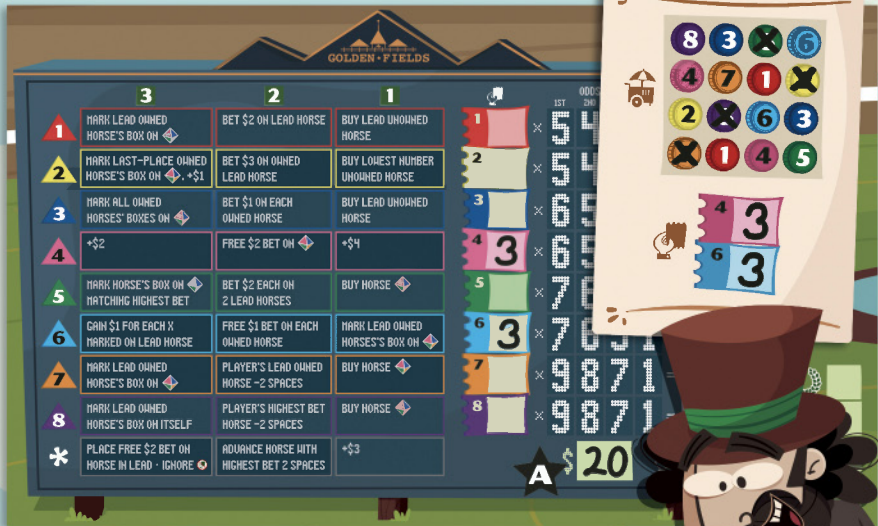 GOLDEN·FIELDS
3 2 1
1
MARK LEAD OWNED
HORSE'S BOX ON
BET $2 ON LEAD HORSE
BUY LEAD UNOWNED
HORSE
2
MARK LAST-PLACE OWNED
HORSE'S BOX ON , +$1
BET $3 ON OWNED
LEAD HORSE
BUY LOWEST NUMBER
UNOWNED HORSE
3
MARK ALL OWNED
HORSES' BOXES ON
BET $1 ON EACH
OWNED HORSE
BUY LEAD UNOWNED
HORSE
4
+$2
FREE $2 BET ON
+$4
5
MARK HORSE'S BOX ON
MATCHING HIGHEST BET
BET $2 EACH ON
2 LEAD HORSES
BUY HORSE
6
GAIN $1 FOR EACH X
MARKED ON LEAD HORSE
FREE $1 BET ON EACH
OWNED HORSE
MARK LEAD OWNED
HORSES'S BOX ON
7
MARK LEAD OWNED
HORSE'S BOX ON
PLAYER'S LEAD OWNED
HORSE -2 SPACES
BUY HORSE
8
MARK LEAD OWNED
HORSE'S BOX ON ITSELF
PLAYER'S HIGHEST BET
HORSE -2 SPACES
BUY HORSE
*
PLACE FREE $2 BET ON
HORSE IN LEAD · IGNORE
ADVANCE HORSE WITH
HIGHEST BET 2 SPACES
+$3
ODDS
1ST 2ND
1 × 5 4
2 × 5 4
3 × 6 5
4 3 × 6 5
5 × 7 6
6 3 × 7 6 5 1
7 × 9 8 7 1 =
8 × 9 8 7 1 =
A $ 20
8 3 X 6
4 7 1 X
2 X 6 3
X 1 4 5
4 3
6 3